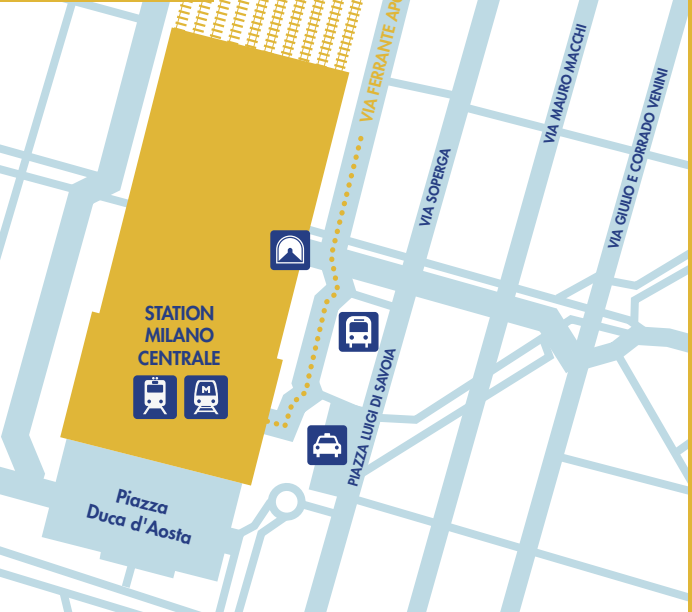 VIA FERRANTE
VIA MAURO MACCHI
VIA GIULIO E CORRADO VENINI
VIA SOPERGA
STATION
MILANO
CENTRALE
M
PIAZZA LUIGI DI SAVOIA
Piazza
Duca d'Aosta